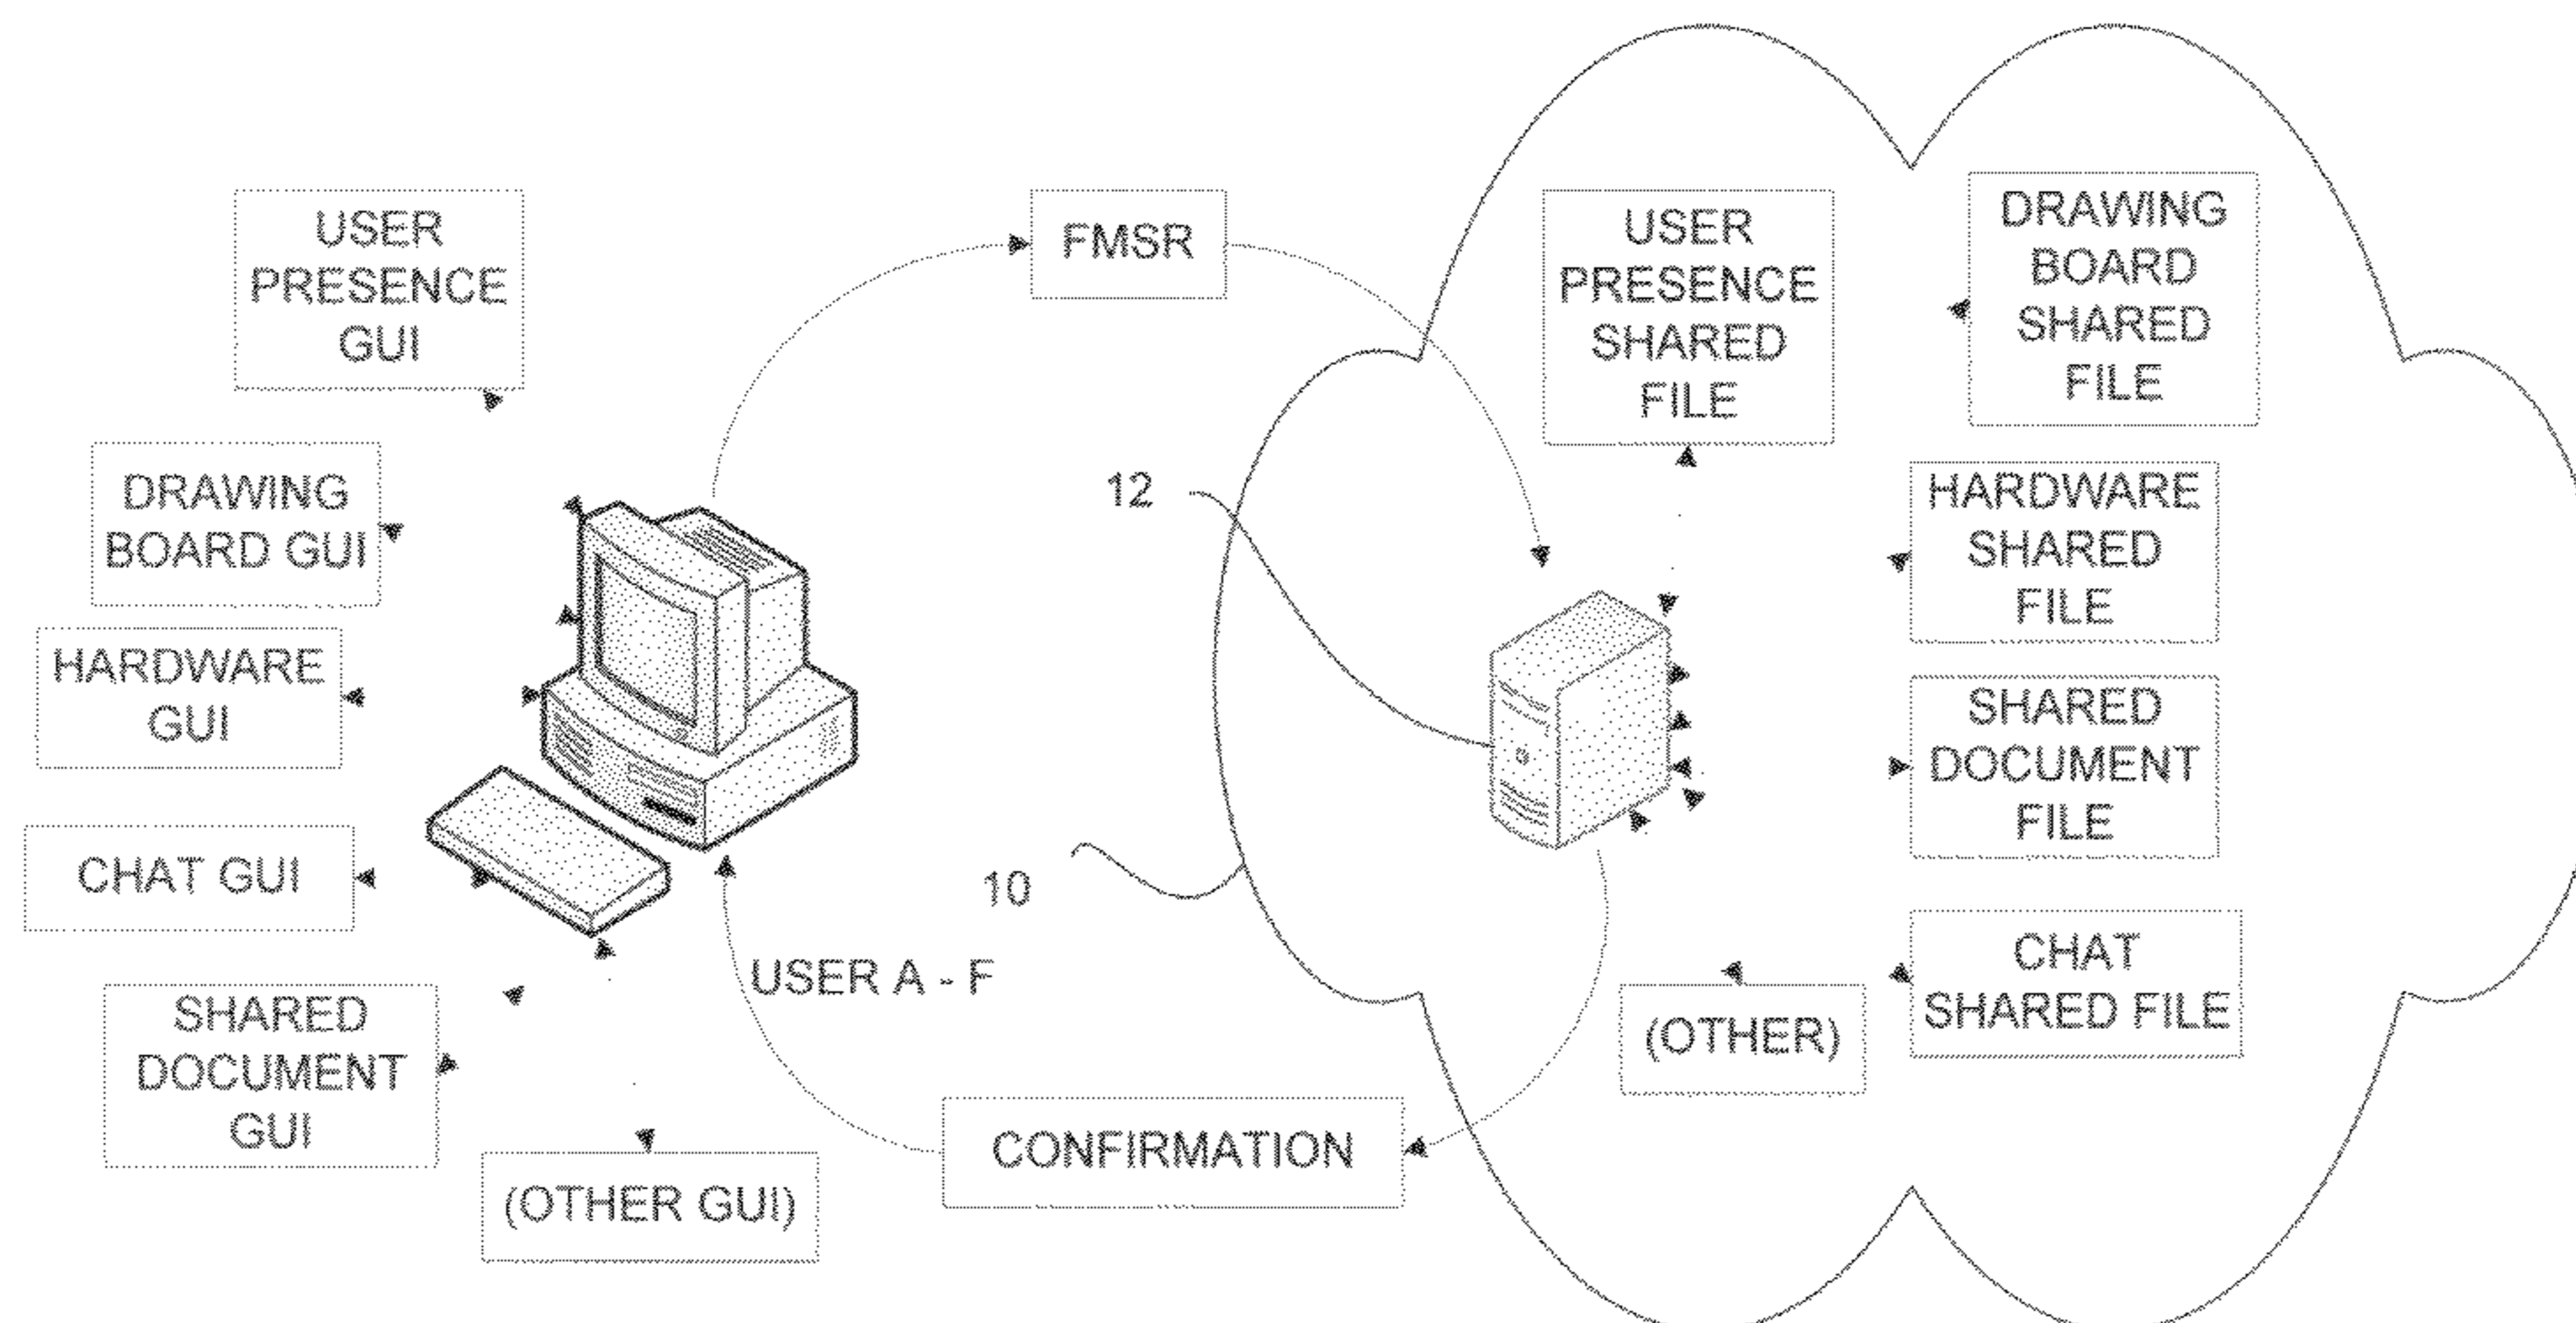 USER
PRESENCE
GUI
FMSR
USER
PRESENCE
SHARED
FILE
DRAWING
BOARD
SHARED
FILE
DRAWING
BOARD GUI
12
HARDWARE
SHARED
FILE
HARDWARE
GUI
SHARED
DOCUMENT
FILE
CHAT GUI
10
USER A - F
CHAT
SHARED FILE
SHARED
DOCUMENT
GUI
(OTHER)
CONFIRMATION
(OTHER GUI)